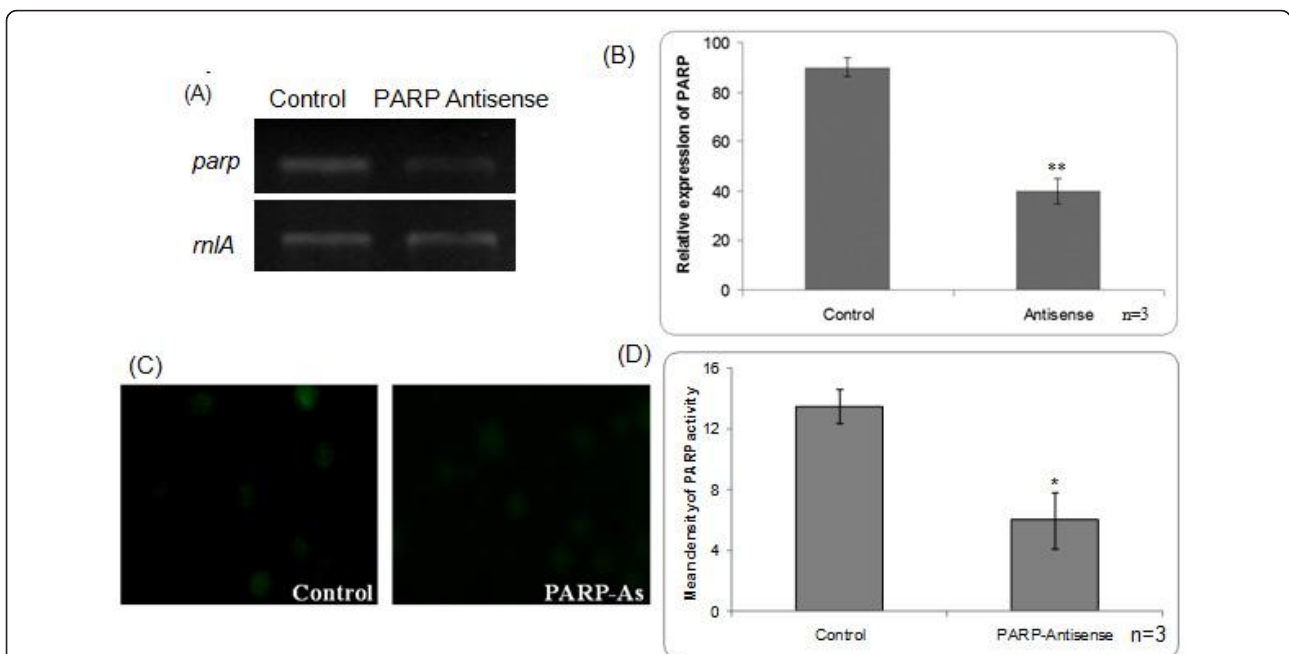 (A)
Control PARP Antisense
parp
rnlA
(B)
Relative expression of PARP
100
80
60
40
20
0
**
Control Antisense n=3
(C)
Control
PARP-As
(D)
Mean density of PARP activity
16
12
8
4
0
*
Control PARP-Antisense n=3